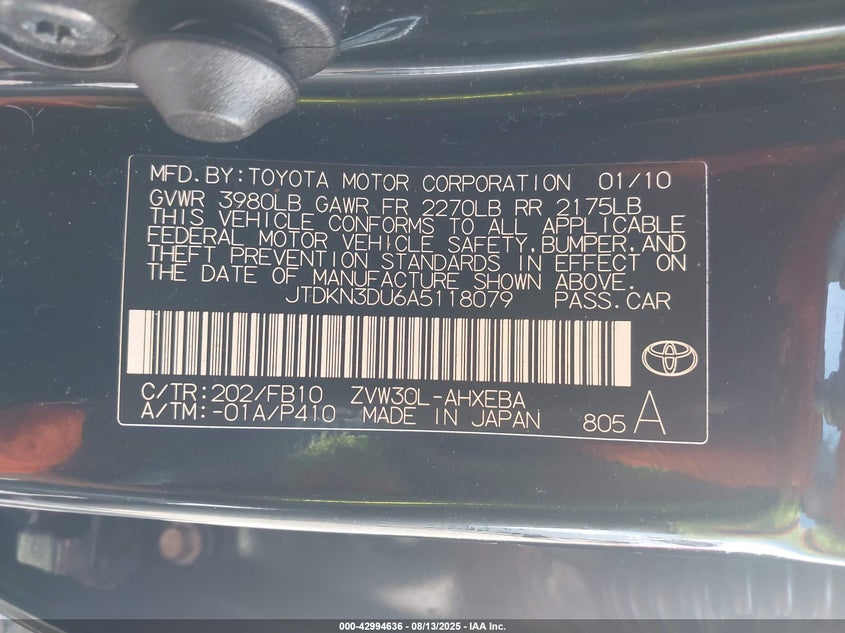 MFD.BY:TOYOTA MOTOR CORPORATION 01/10
GVWR 3980LB GAWR FR 2270LB RR 2175LB
THIS VEHICLE CONFORMS TO ALL APPLICABLE
FEDERAL MOTOR VEHICLE SAFETY,BUMPER,AND
THEFT PREVENTION STANDARDS IN EFFECT ON
THE DATE OF MANUFACTURE SHOWN ABOVE.
JTDKN3DU6A5118079 PASS.CAR
C/TR:202/FB10 ZVW30L-AHXEBA
A/TM:-01A/P410 MADE IN JAPAN 805 A
000-42994636 - 08/13/2025 - IAA Inc.